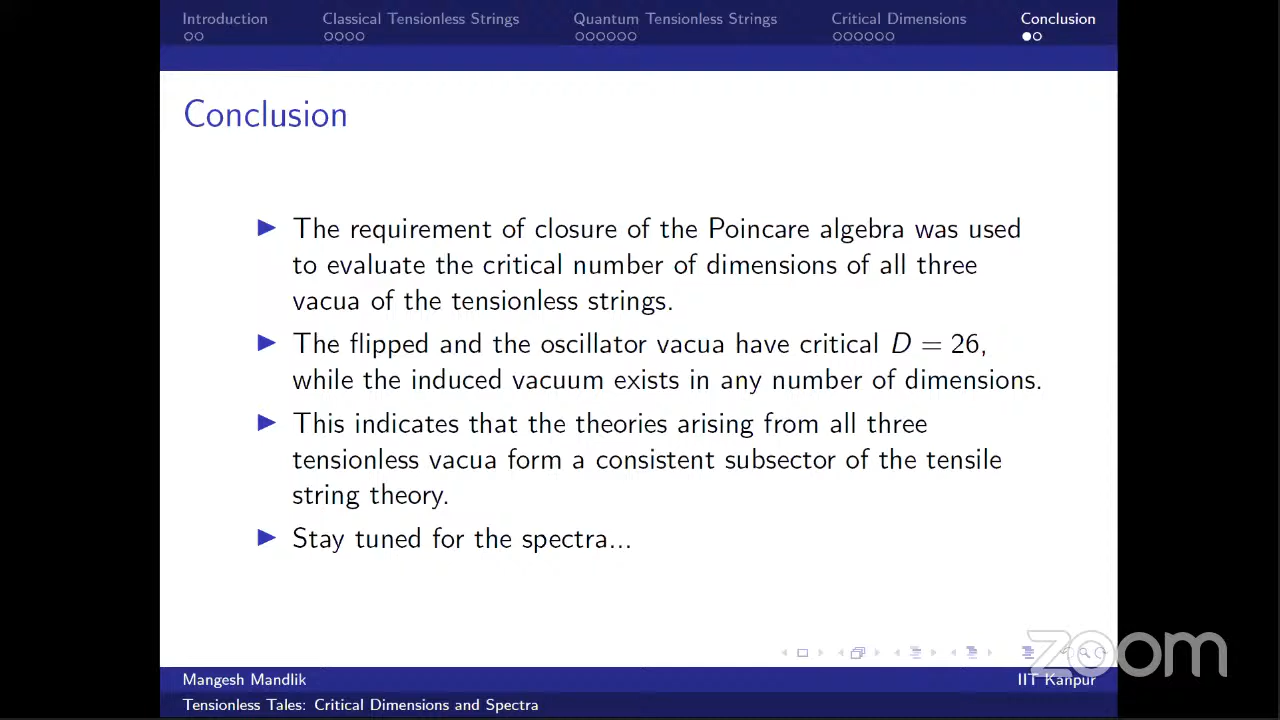 Introduction Classical Tensionless Strings Quantum Tensionless Strings Critical Dimensions Conclusion
Conclusion
The requirement of closure of the Poincare algebra was used
to evaluate the critical number of dimensions of all three
vacua of the tensionless strings.
The flipped and the oscillator vacua have critical D = 26,
while the induced vacuum exists in any number of dimensions.
This indicates that the theories arising from all three
tensionless vacua form a consistent subsector of the tensile
string theory.
Stay tuned for the spectra...
zoom
Mangesh Mandlik IIT Kanpur
Tensionless Tales: Critical Dimensions and Spectra